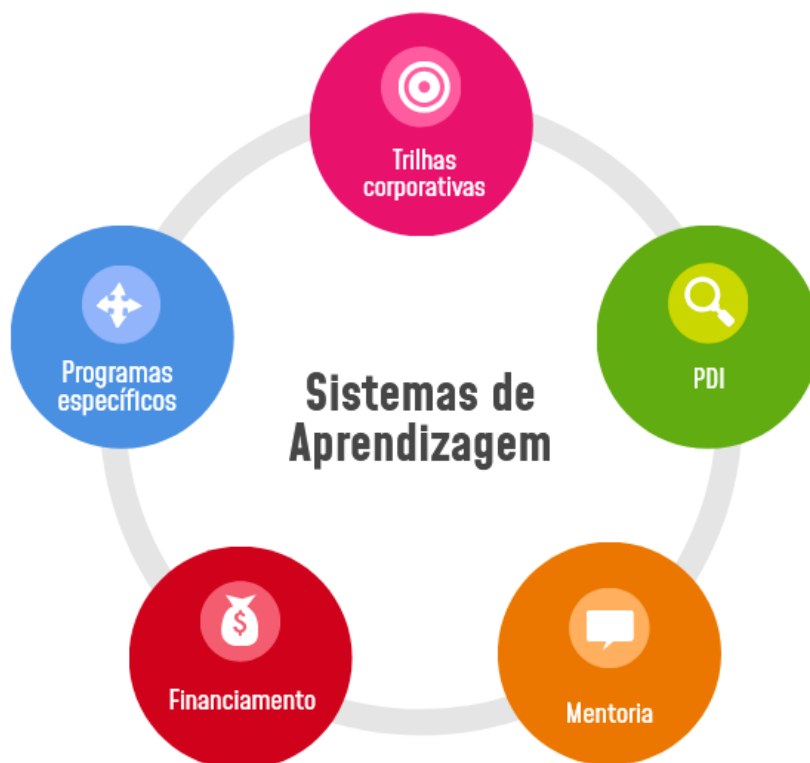 Trilhas
corporativas
Programas
específicos
PDI
Sistemas de
Aprendizagem
Financiamento
Mentoria